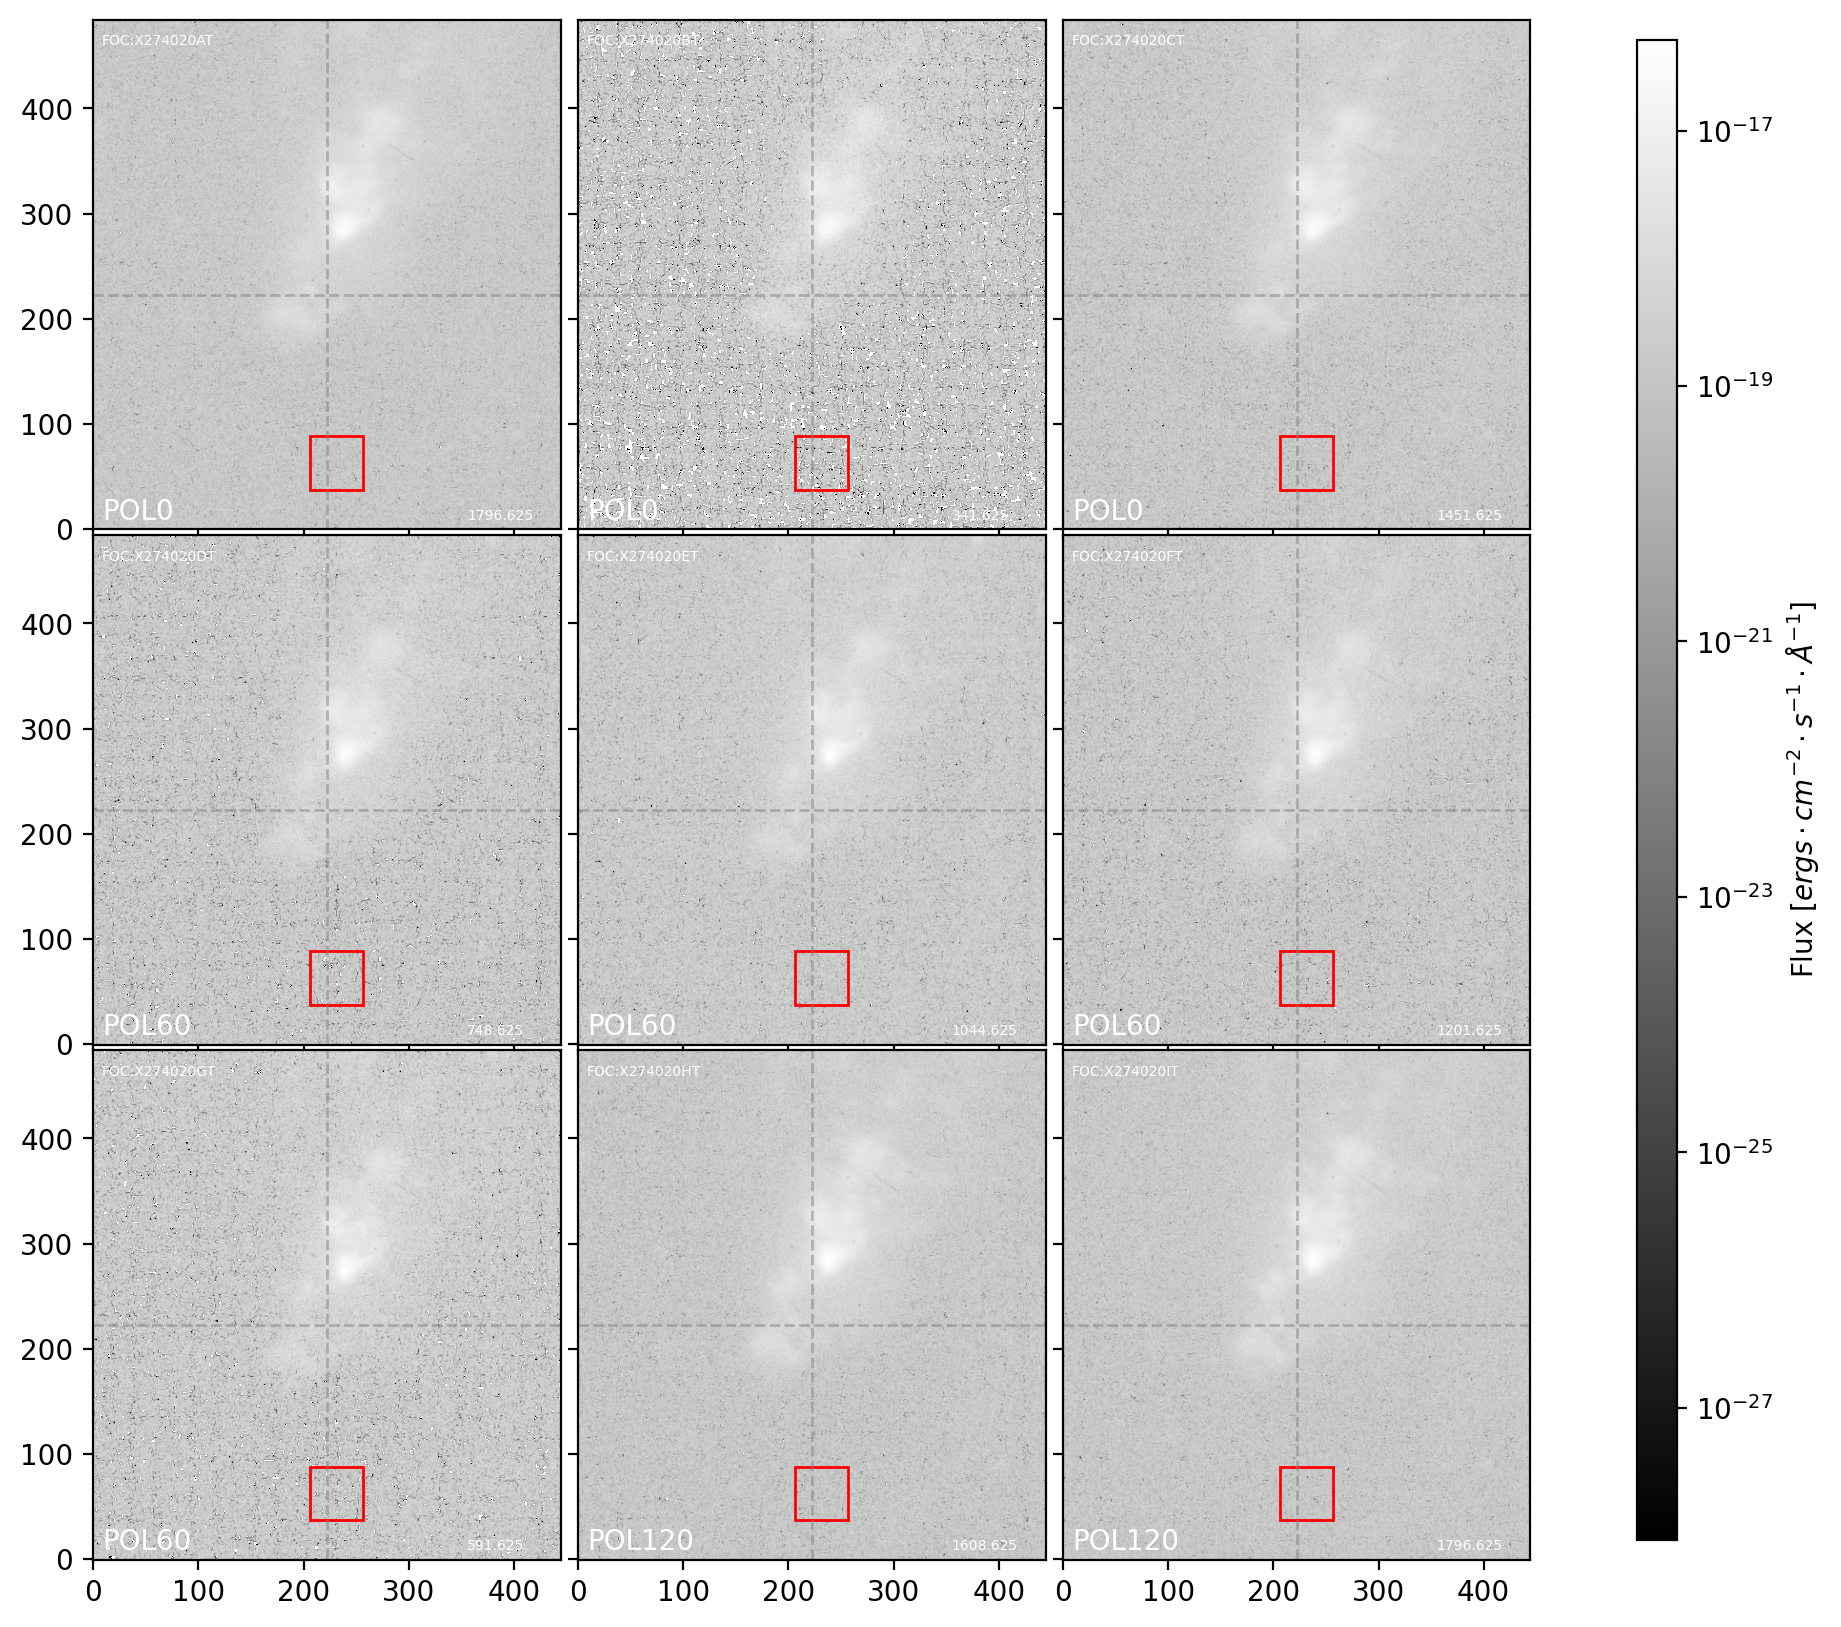 FOC:X274020AT
FOC:X274020BT
FOC:X274020CT
POL0
1796.625
POL0
341.625
POL0
1451.625
FOC:X274020DT
FOC:X274020ET
FOC:X274020FT
POL60
748.625
POL60
1044.625
POL60
1201.625
FOC:X274020GT
FOC:X274020HT
FOC:X274020IT
POL60
591.625
POL120
1608.625
POL120
1796.625
400
300
200
100
0
400
300
200
100
0
400
300
200
100
0
0 100 200 300 400
0 100 200 300 400
0 100 200 300 400
10⁻¹⁷
10⁻¹⁹
10⁻²¹
10⁻²³
10⁻²⁵
10⁻²⁷
Flux [ergs · cm⁻² · s⁻¹ · Å⁻¹]